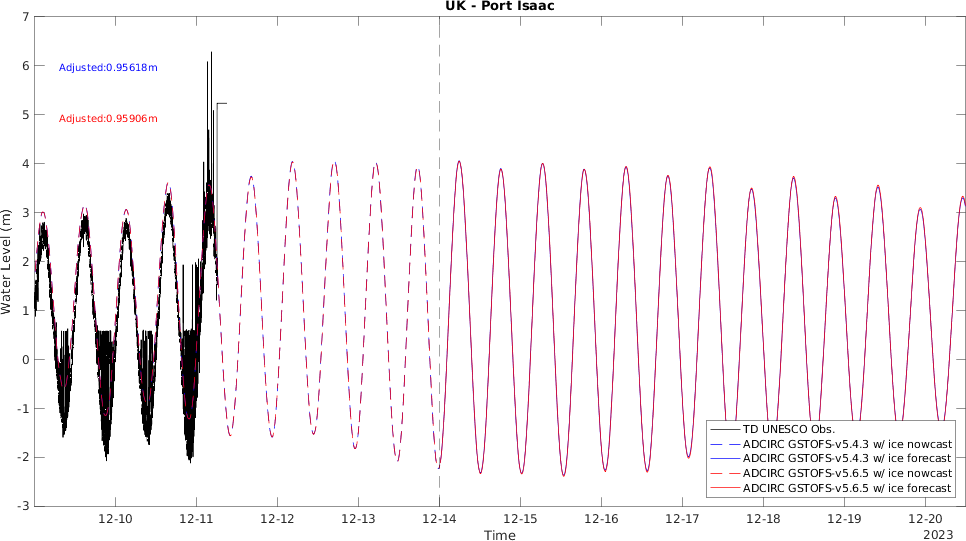 UK - Port Isaac
7
6
5
4
3
2
1
0
-1
-2
-3
Water Level (m)
Adjusted:0.95618m
Adjusted:0.95906m
TD UNESCO Obs.
ADCIRC GSTOFS-v5.4.3 w/ ice nowcast
ADCIRC GSTOFS-v5.4.3 w/ ice forecast
ADCIRC GSTOFS-v5.6.5 w/ ice nowcast
ADCIRC GSTOFS-v5.6.5 w/ ice forecast
12-10 12-11 12-12 12-13 12-14 12-15 12-16 12-17 12-18 12-19 12-20
Time
2023